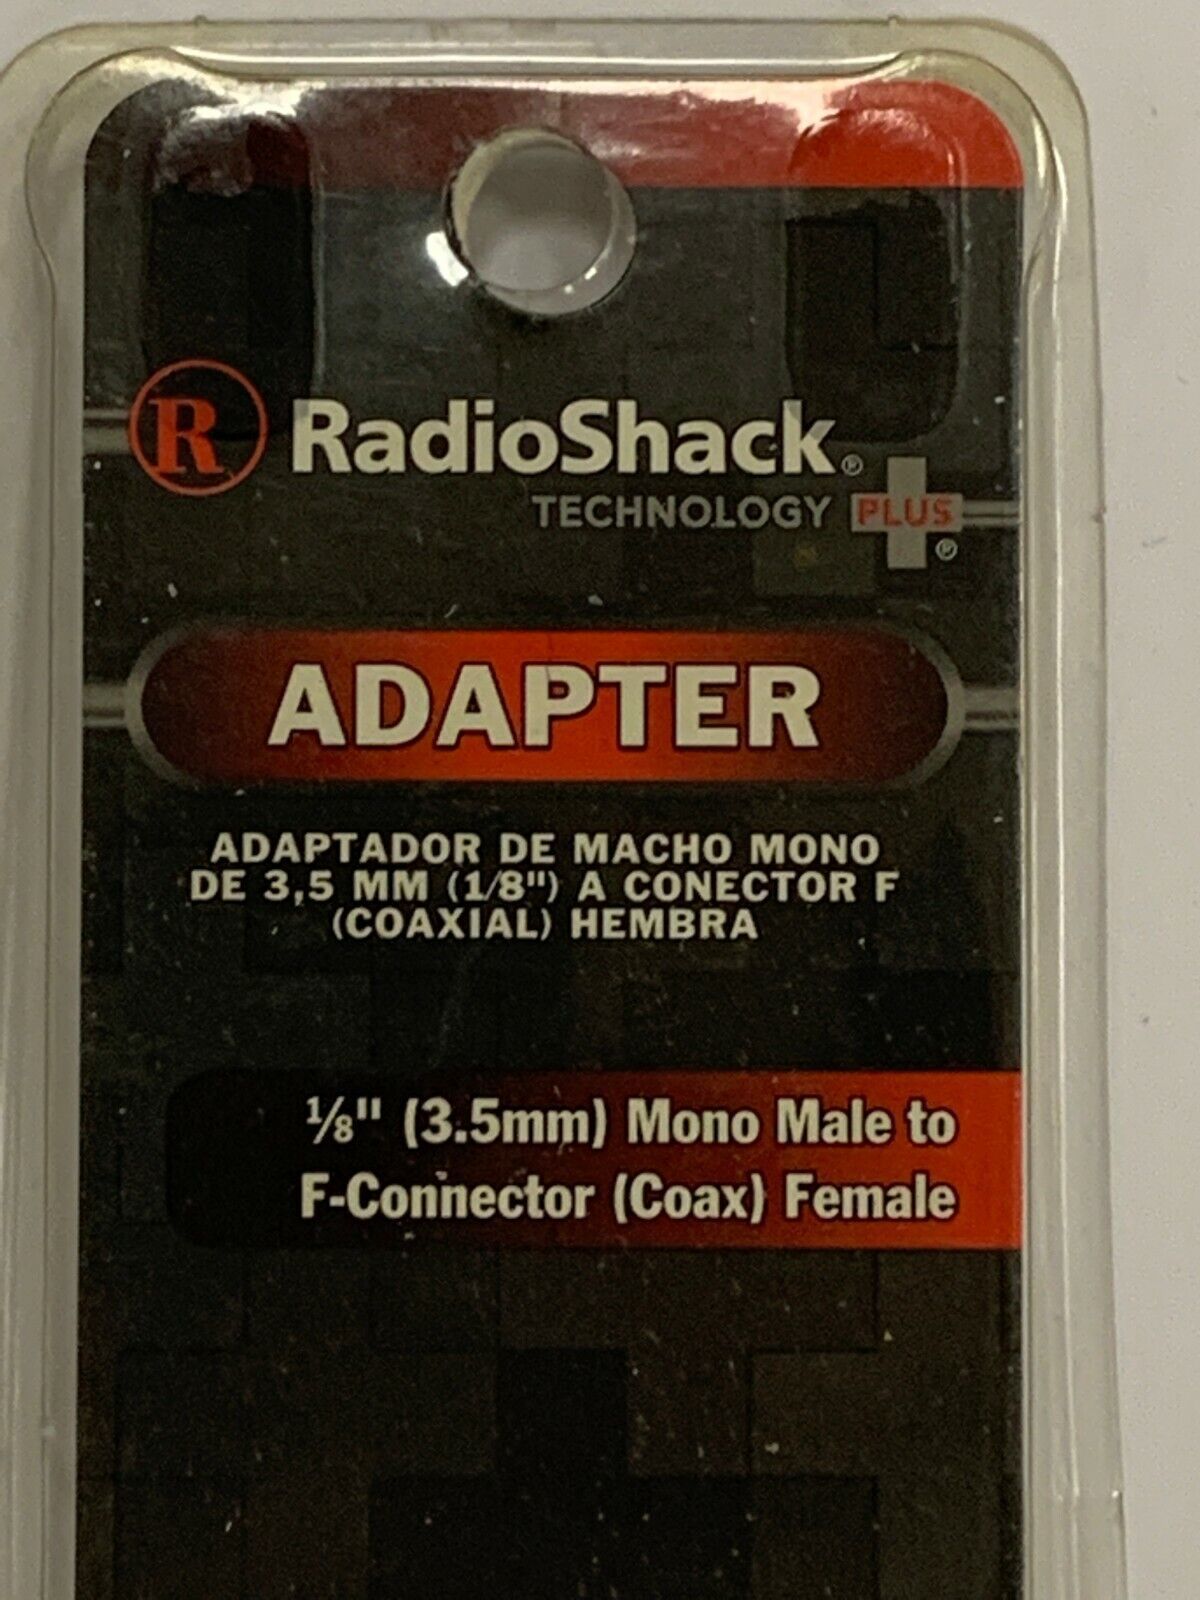 R
RadioShack®
TECHNOLOGY PLUS®
ADAPTER
ADAPTADOR DE MACHO MONO
DE 3,5 MM (1/8") A CONECTOR F
(COAXIAL) HEMBRA
⅛" (3.5mm) Mono Male to
F-Connector (Coax) Female